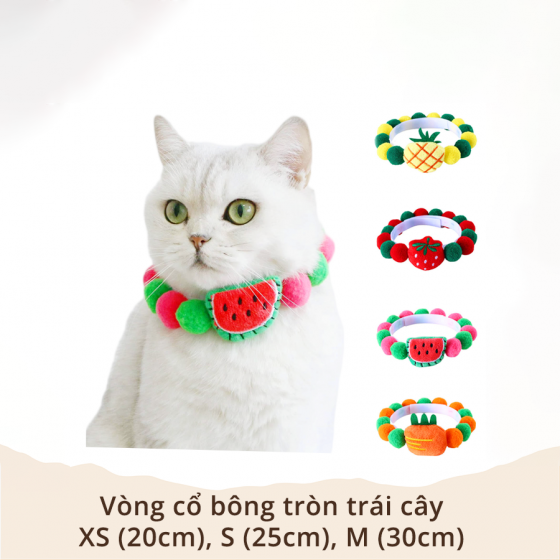 Vòng cổ bông tròn trái cây
XS (20cm), S (25cm), M (30cm)